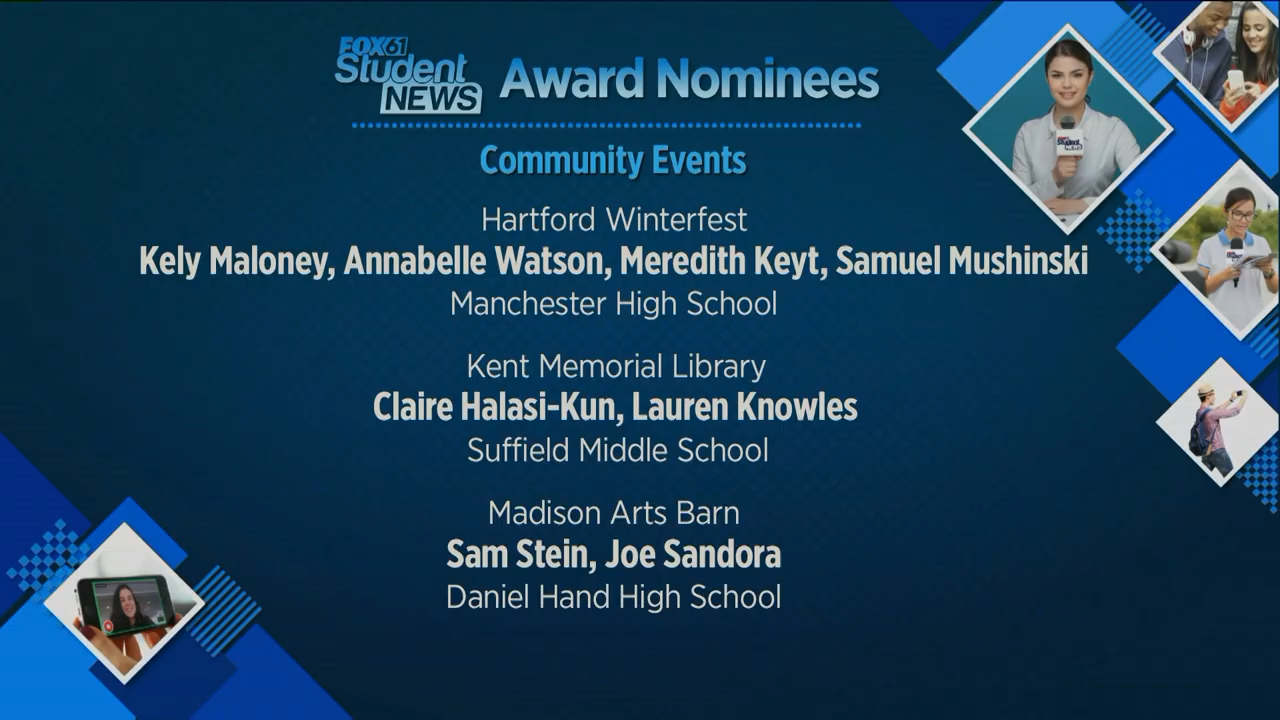 FOX61
Student
NEWS
Award Nominees
Community Events
Hartford Winterfest
Kely Maloney, Annabelle Watson, Meredith Keyt, Samuel Mushinski
Manchester High School
Kent Memorial Library
Claire Halasi-Kun, Lauren Knowles
Suffield Middle School
Madison Arts Barn
Sam Stein, Joe Sandora
Daniel Hand High School
Student
NEWS